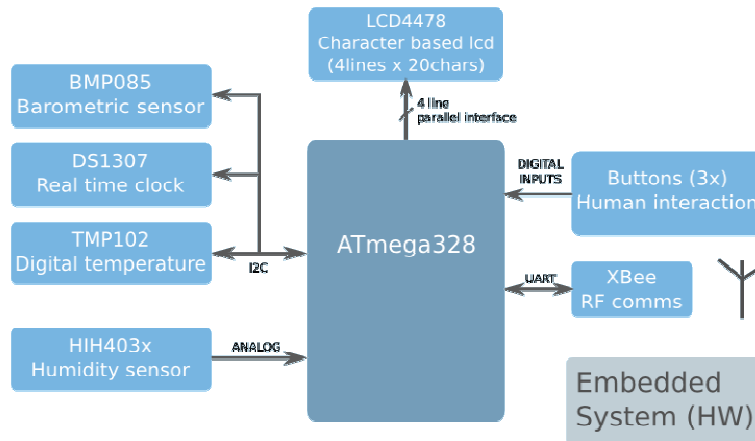 LCD4478
Character based lcd
(4lines x 20chars)
BMP085
Barometric sensor
4 line
parallel interface
DS1307
Real time clock
DIGITAL
INPUTS
Buttons (3x)
Human interaction
TMP102
Digital temperature
I2C
ATmega328
UART
XBee
RF comms
HIH403x
Humidity sensor
ANALOG
Embedded
System (HW)